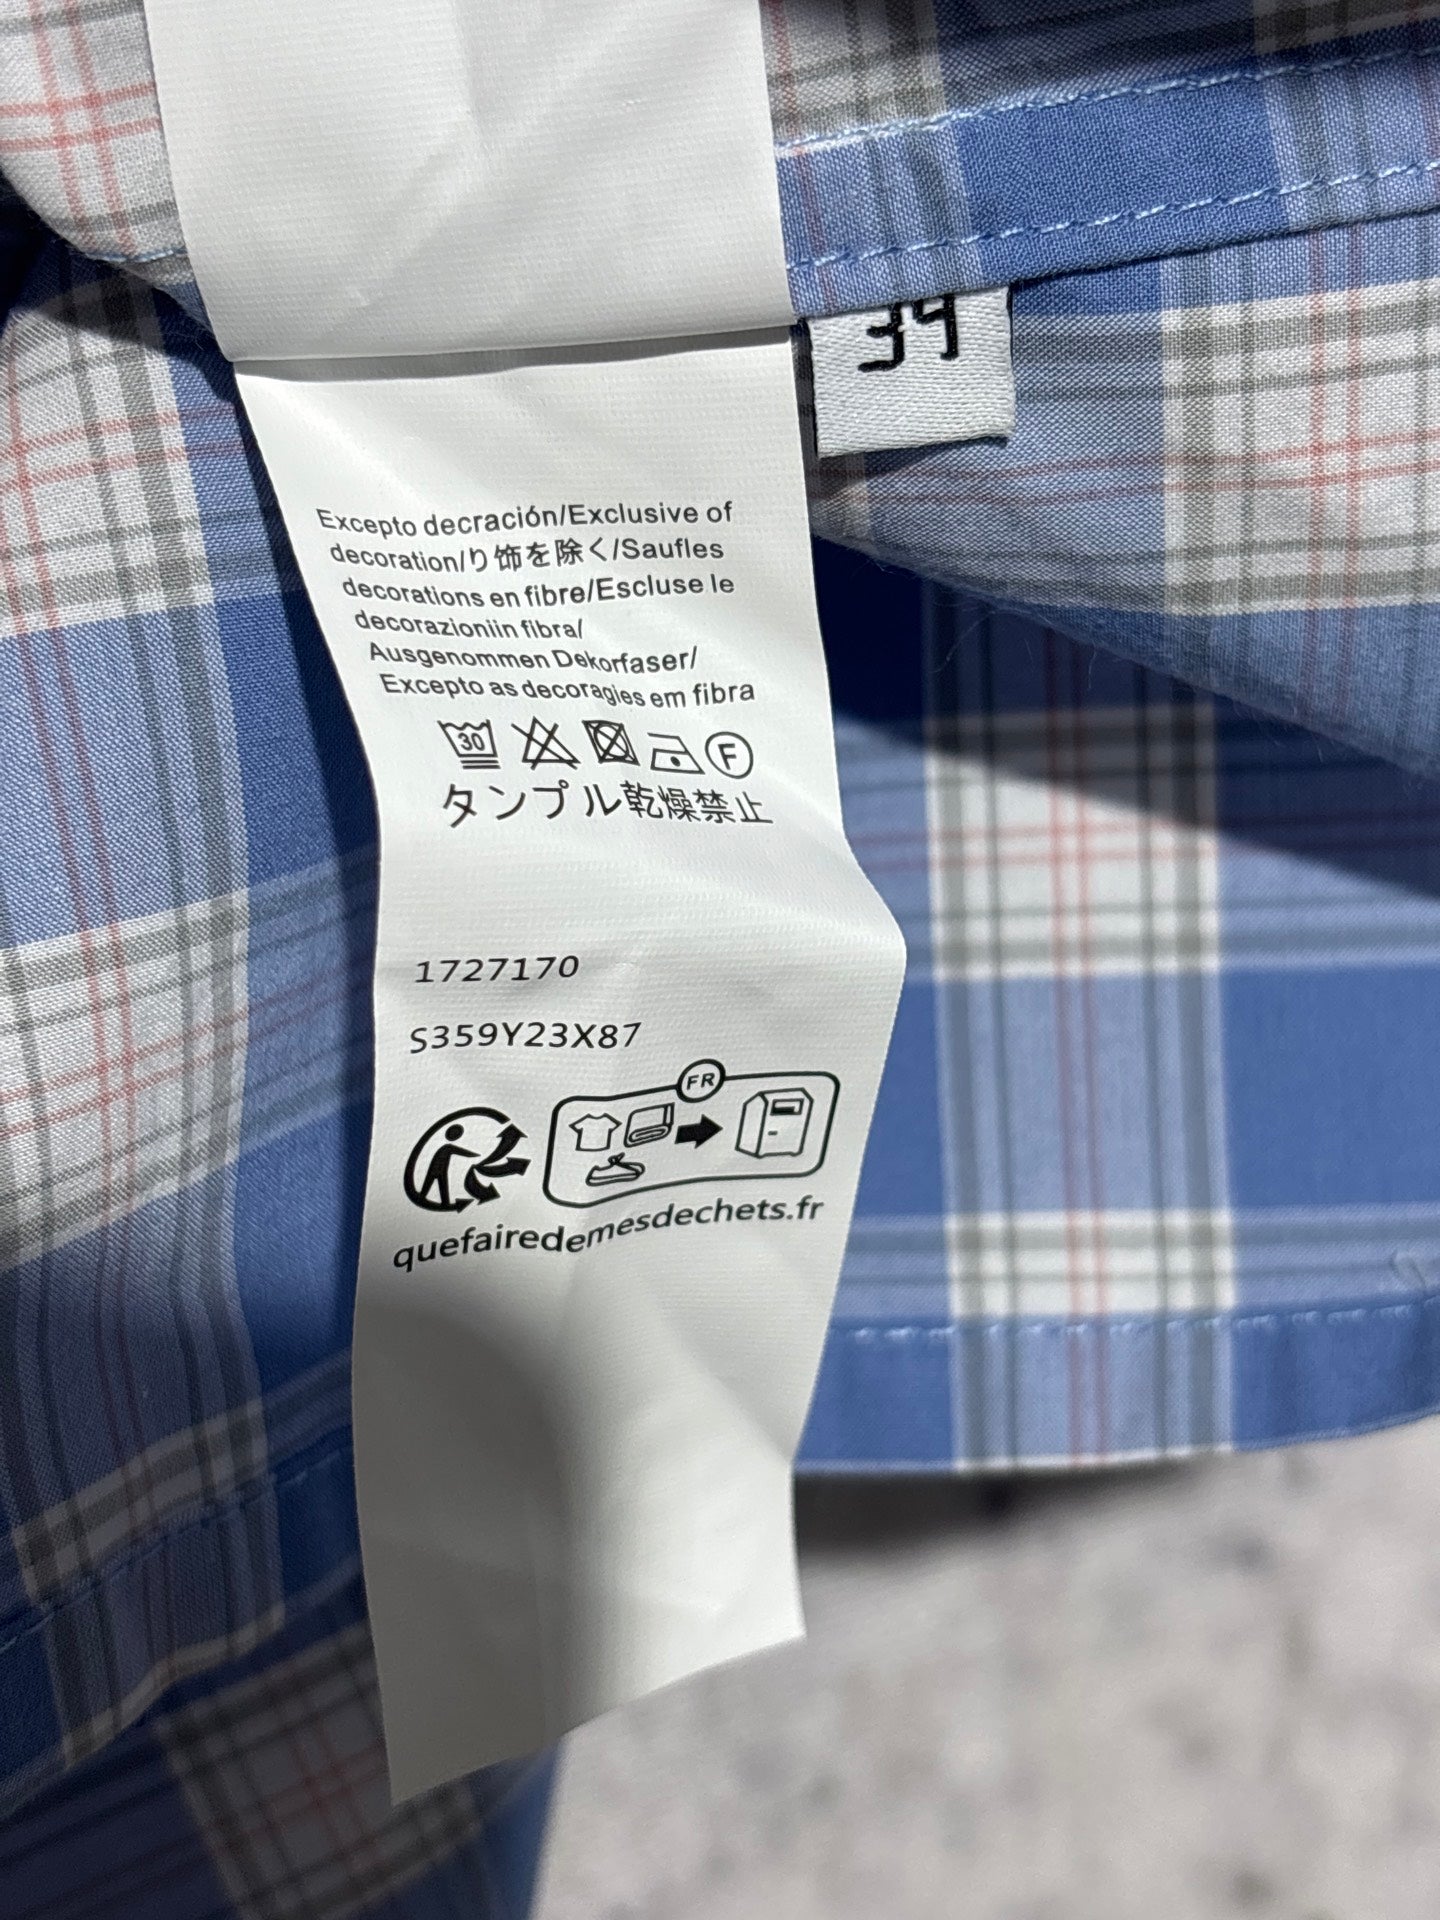 34
Excepto decración/Exclusive of
decoration/り飾を除く/Saufles
decorations en fibre/Escluse le
decorazioniin fibra/
Ausgenommen Dekorfaser/
Excepto as decoragies em fibra
30 F
タンプル乾燥禁止
1727170
S359Y23X87
FR
quefairedemesdechets.fr